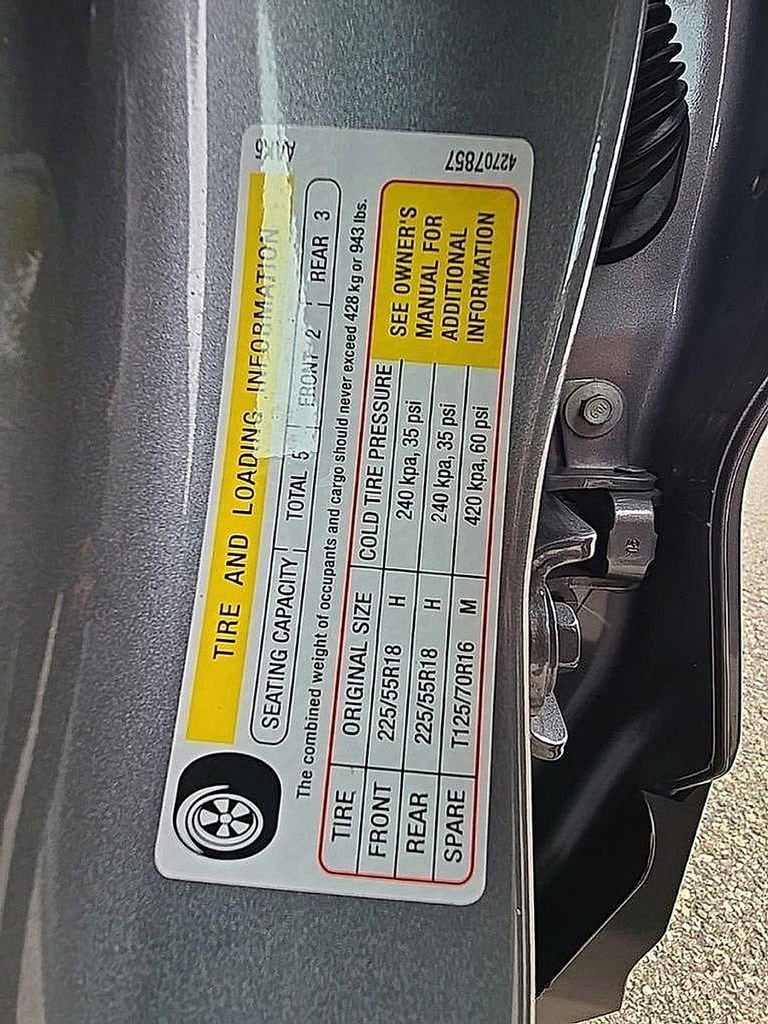 42707857
TIRE AND LOADING INFORMATION
SEATING CAPACITY TOTAL 5 FRONT 2 REAR 3
The combined weight of occupants and cargo should never exceed 428 kg or 943 lbs.
TIRE ORIGINAL SIZE COLD TIRE PRESSURE
FRONT 225/55R18 H 240 kpa, 35 psi
REAR 225/55R18 H 240 kpa, 35 psi
SPARE T125/70R16 M 420 kpa, 60 psi
SEE OWNER'S
MANUAL FOR
ADDITIONAL
INFORMATION